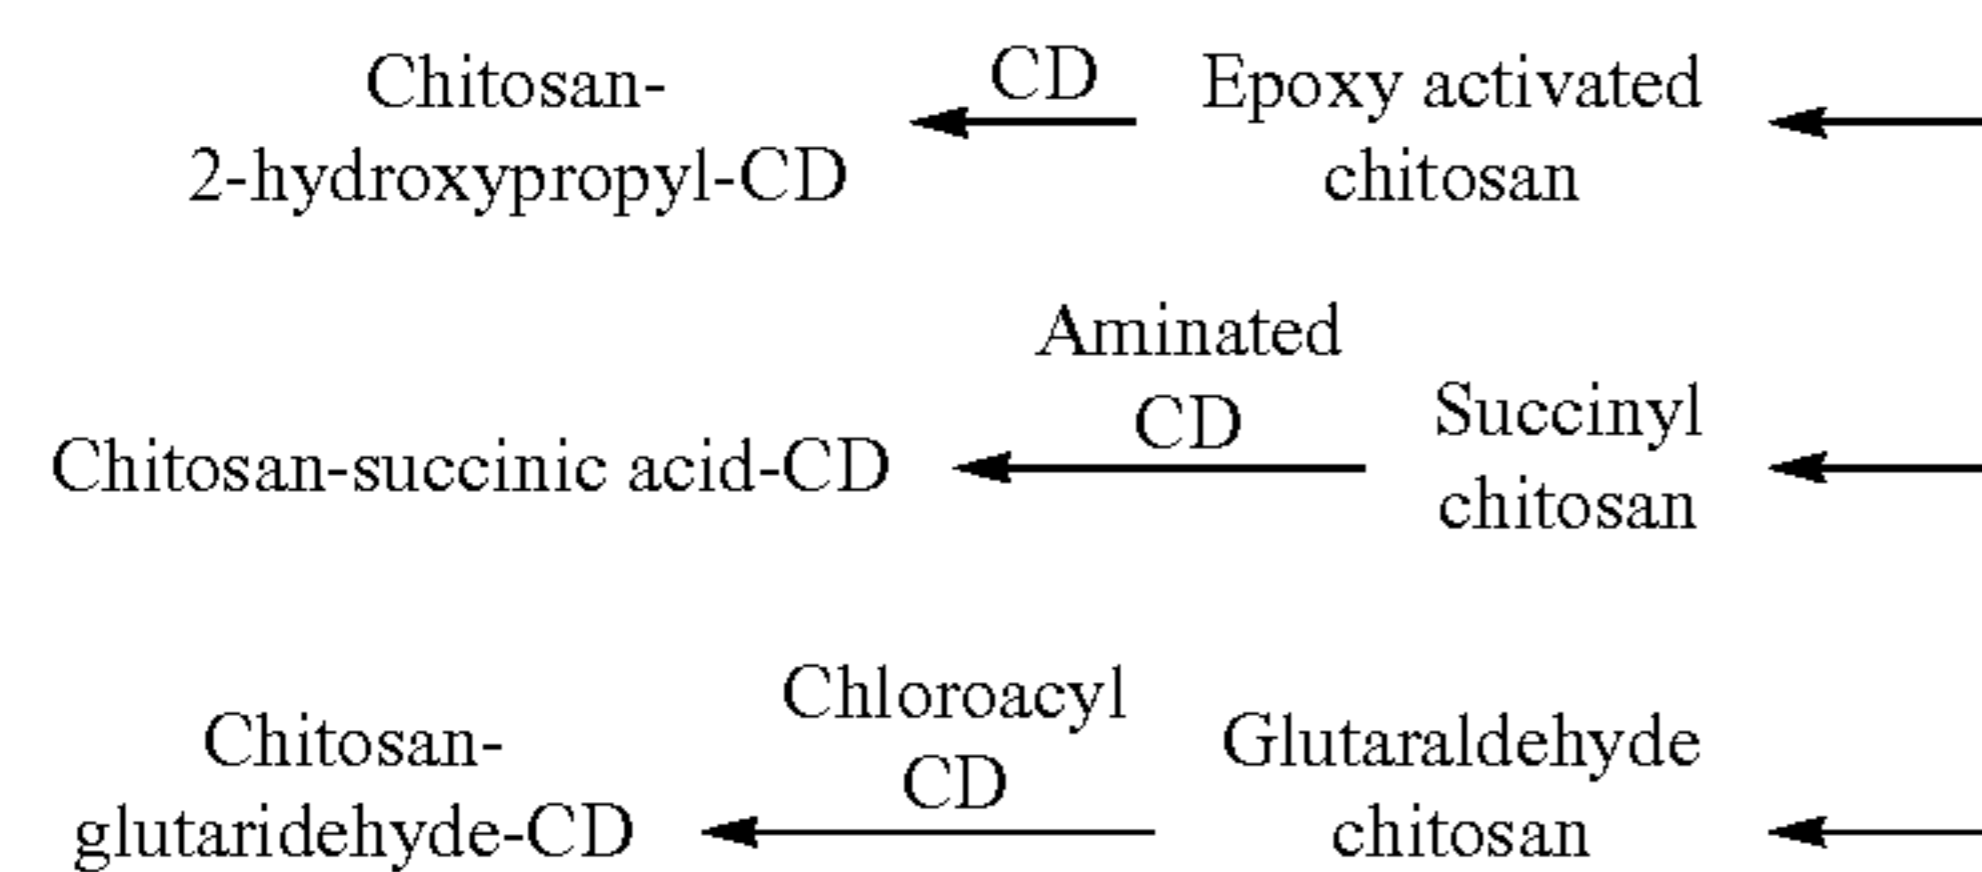 Chitosan-
2-hydroxypropyl-CD
CD
Epoxy activated
chitosan
Chitosan-succinic acid-CD
Aminated
CD
Succinyl
chitosan
Chitosan-
glutaridehyde-CD
Chloroacyl
CD
Glutaraldehyde
chitosan